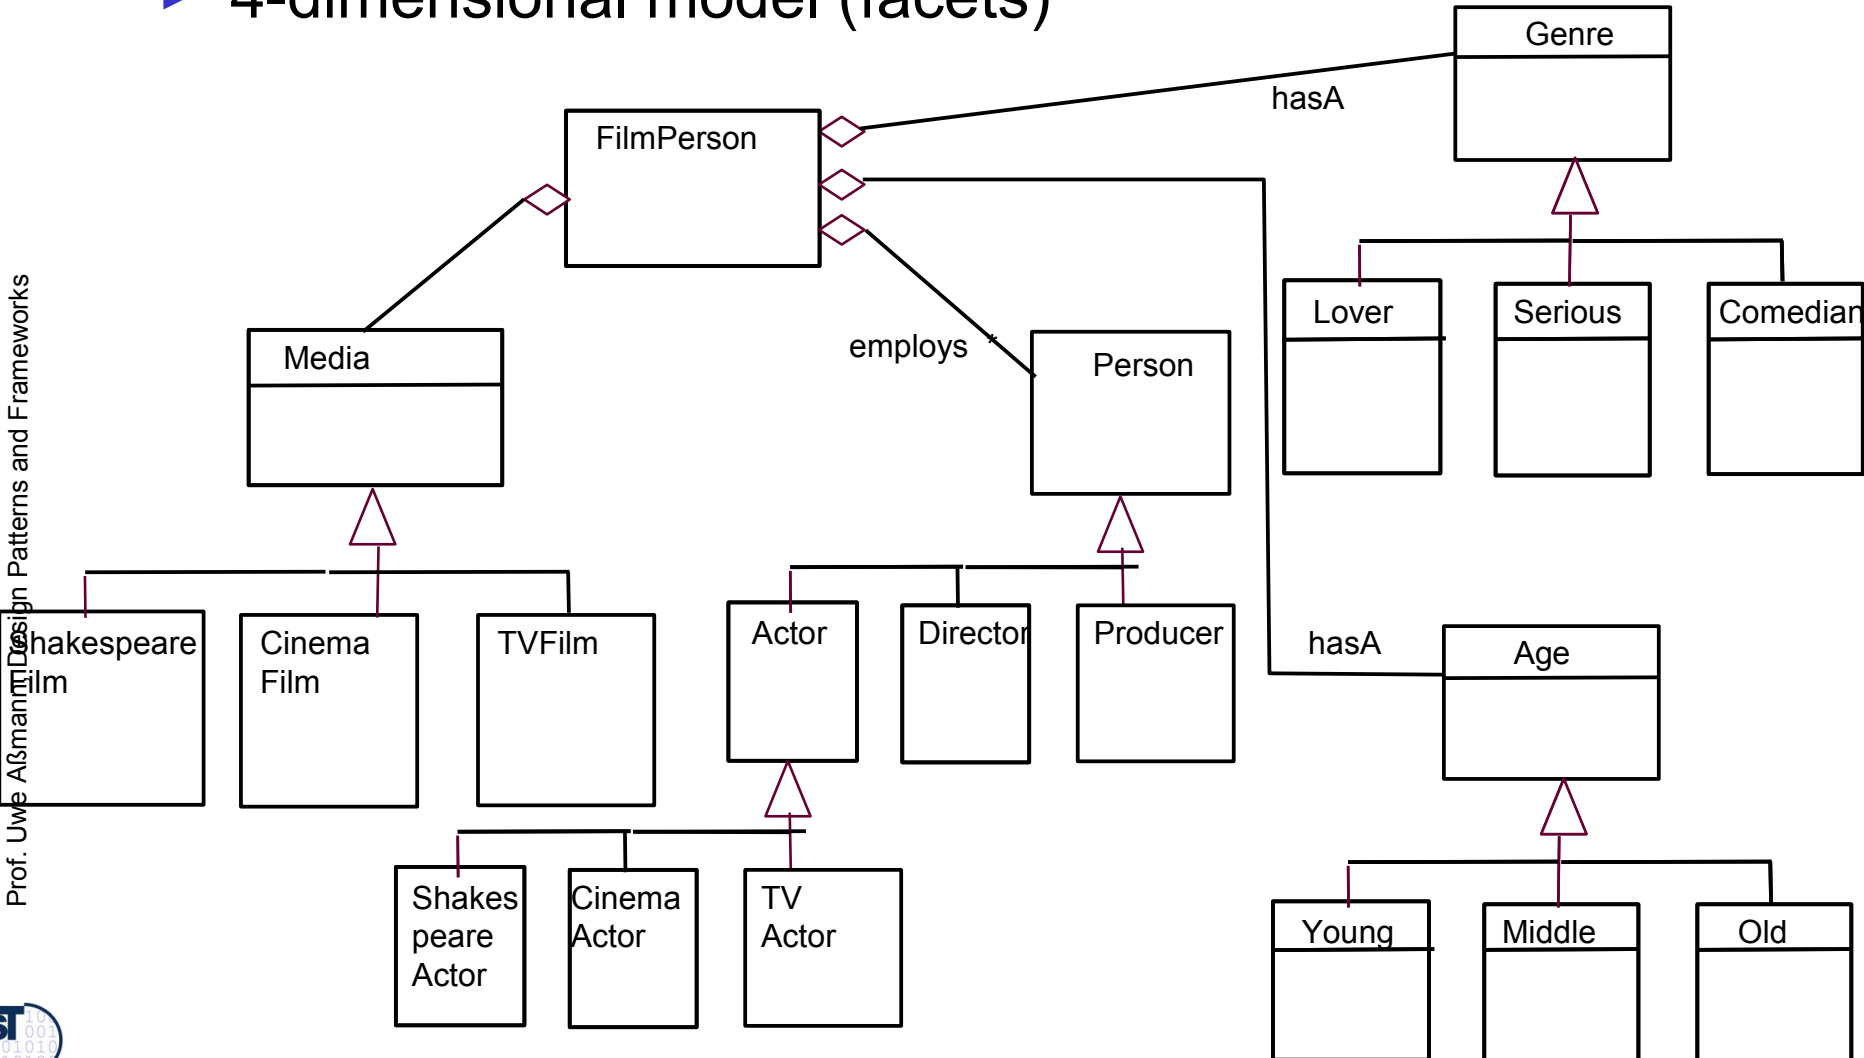 4-dimensional model (facets)
Genre
hasA
FilmPerson
Lover
Serious
Comedian
Media
employs
*
Person
Shakespeare
Film
Cinema
Film
TVFilm
Actor
Director
Producer
hasA
Age
Shakes
peare
Actor
Cinema
Actor
TV
Actor
Young
Middle
Old
Prof. Uwe Aßmann, Design Patterns and Frameworks
ST